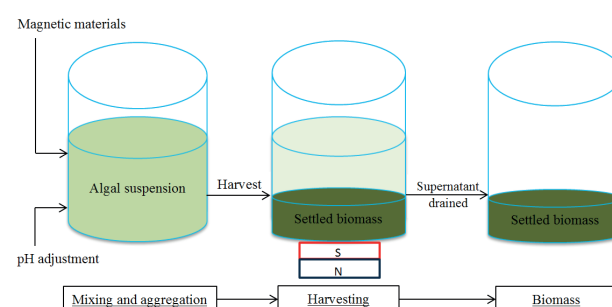 Magnetic materials
Algal suspension
pH adjustment
Harvest
Settled biomass
S
N
Supernatant
drained
Settled biomass
Mixing and aggregation
Harvesting
Biomass